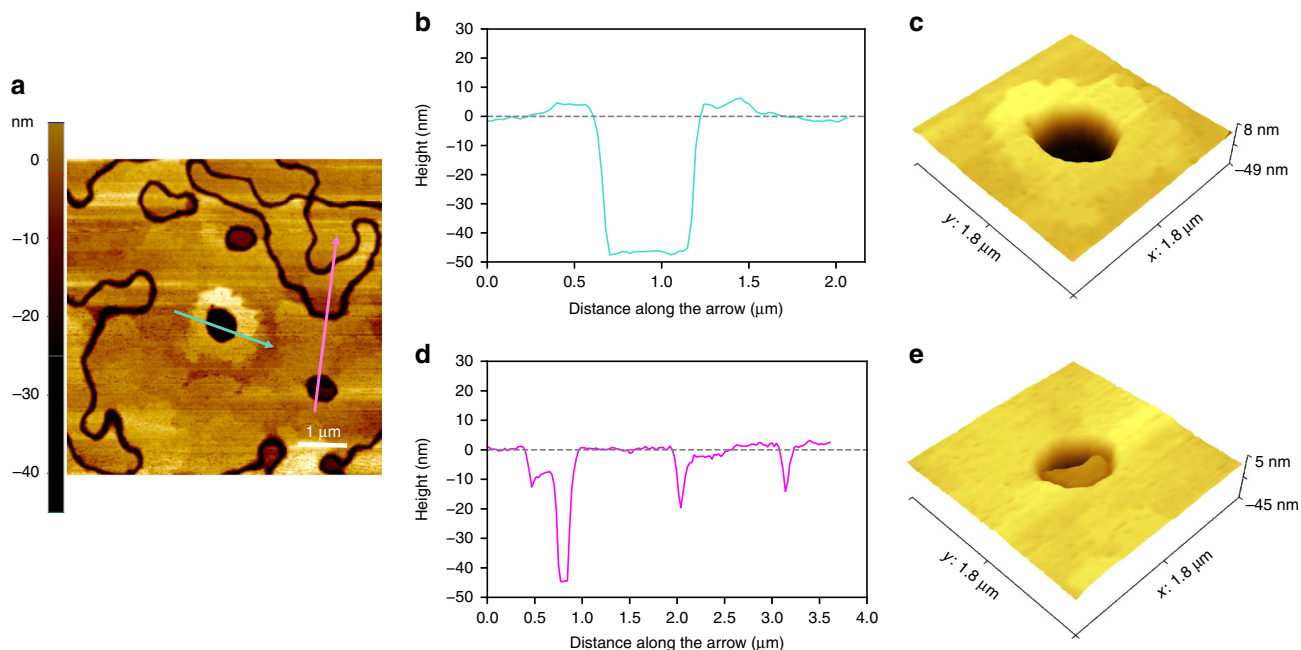 a
nm
0
−10
−20
−30
−40
1 μm
b
30
20
10
0
−10
−20
−30
−40
−50
Height (nm)
0.0 0.5 1.0 1.5 2.0
Distance along the arrow (μm)
c
8 nm
−49 nm
y: 1.8 μm
x: 1.8 μm
d
30
20
10
0
−10
−20
−30
−40
−50
Height (nm)
0.0 0.5 1.0 1.5 2.0 2.5 3.0 3.5 4.0
Distance along the arrow (μm)
e
5 nm
−45 nm
y: 1.8 μm
x: 1.8 μm